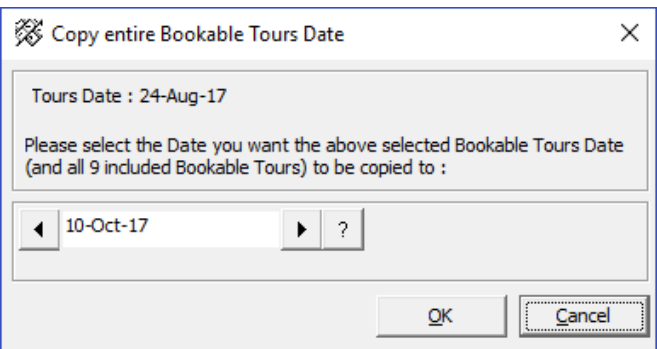 Copy entire Bookable Tours Date
Tours Date : 24-Aug-17
Please select the Date you want the above selected Bookable Tours Date
(and all 9 included Bookable Tours) to be copied to :
10-Oct-17 ?
OK Cancel